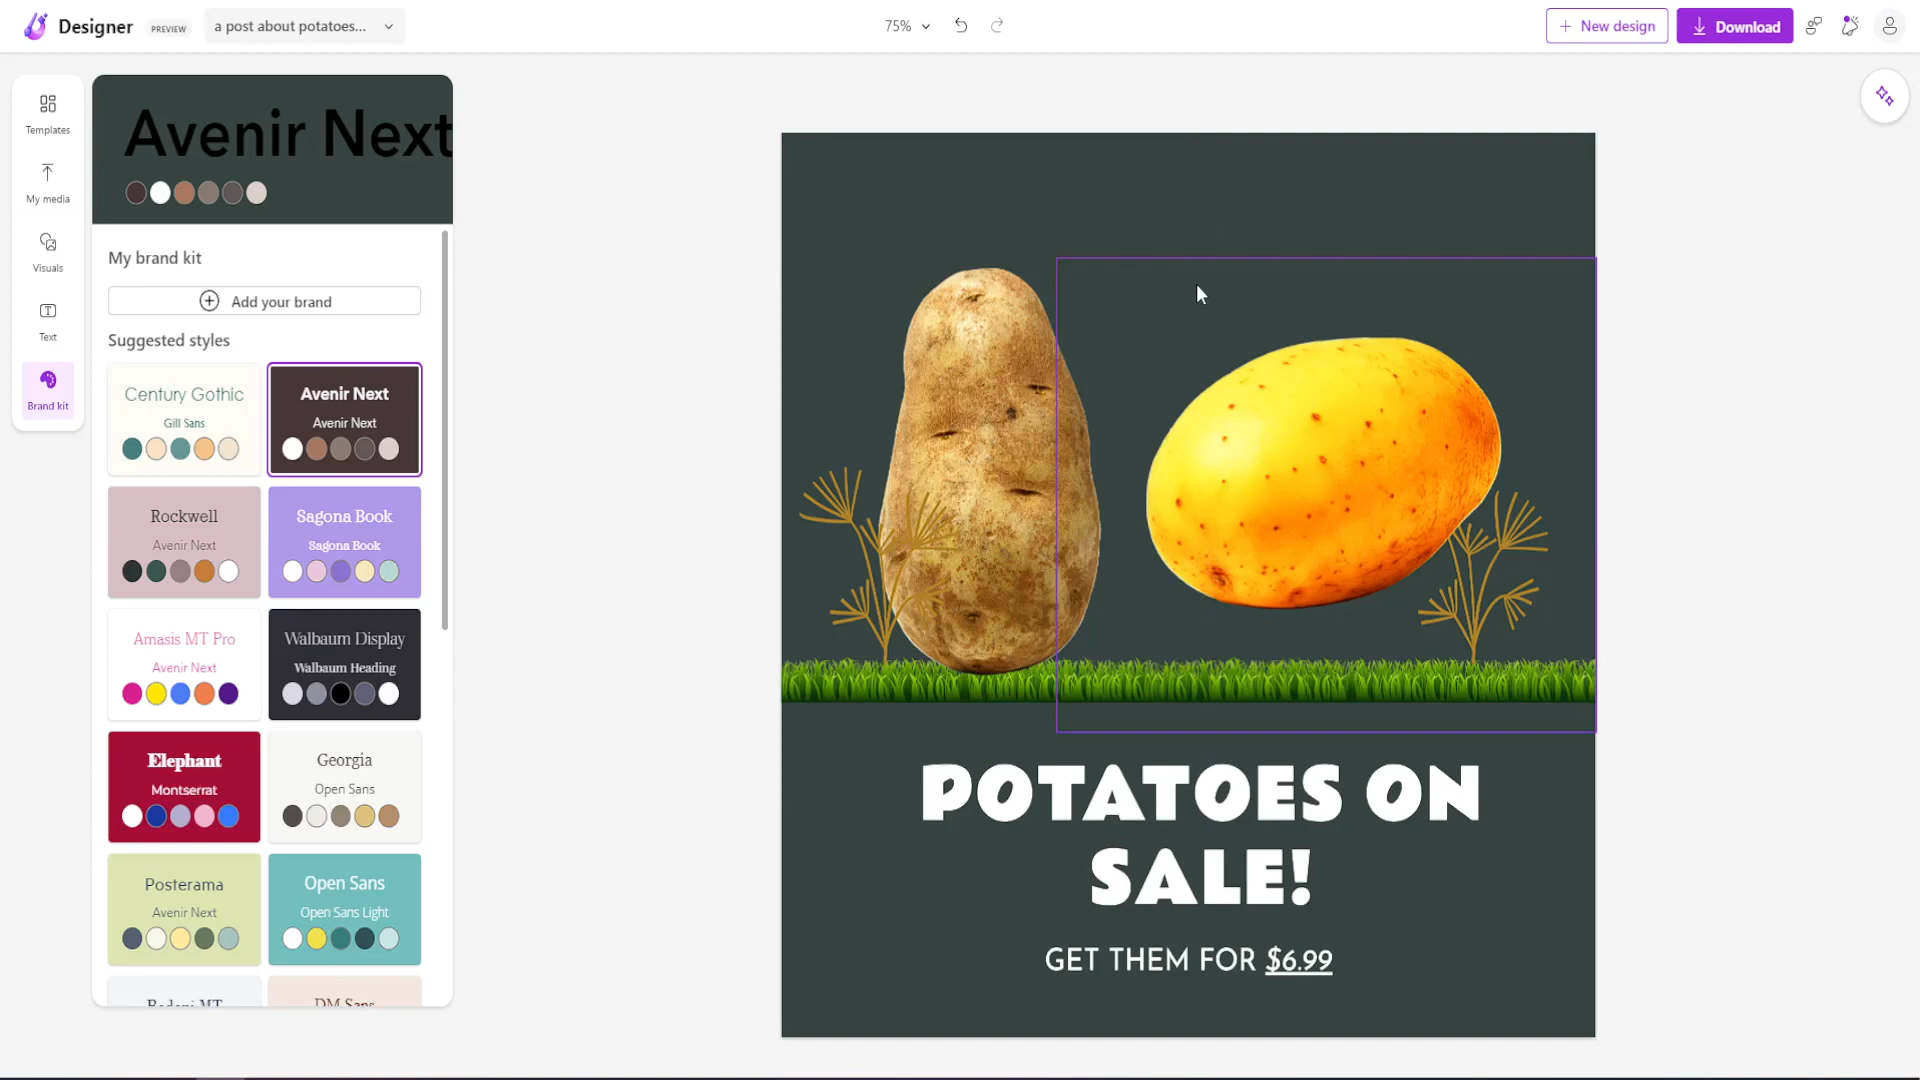 Designer PREVIEW a post about potatoes... 75% New design Download
Templates
My media
Visuals
Text
Brand kit
Avenir Next
My brand kit
Add your brand
Suggested styles
Century Gothic
Gill Sans
Avenir Next
Avenir Next
Rockwell
Avenir Next
Sagona Book
Sagona Book
Amasis MT Pro
Avenir Next
Walbaum Display
Walbaum Heading
Elephant
Montserrat
Georgia
Open Sans
Posterama
Avenir Next
Open Sans
Open Sans Light
Bodoni MT
DM Sans
POTATOES ON
SALE!
GET THEM FOR $6.99